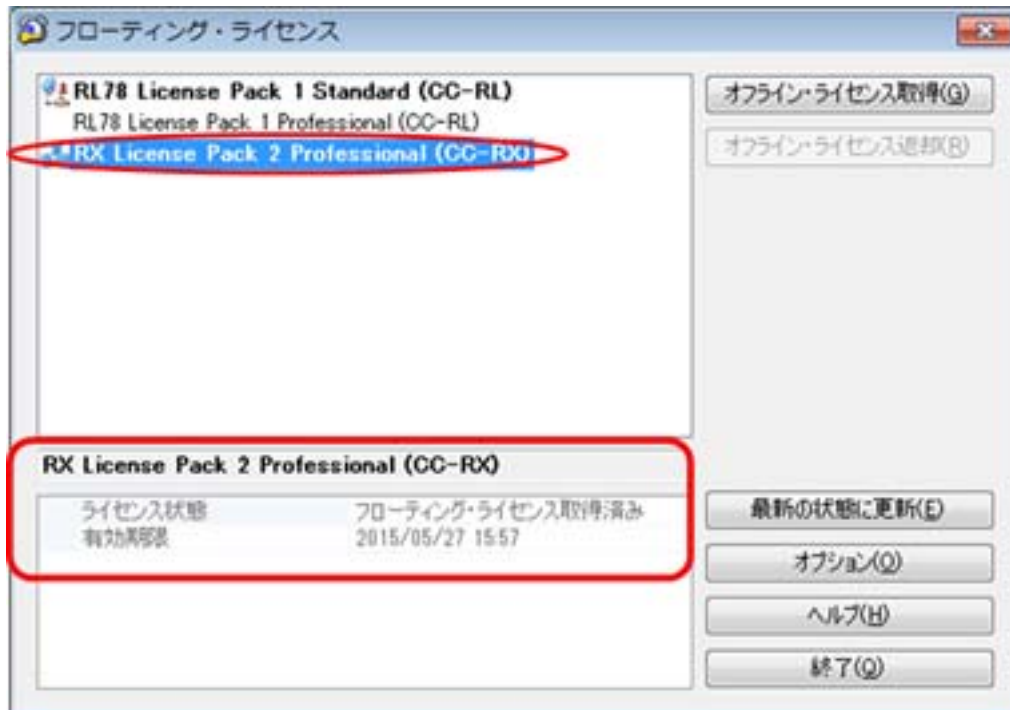 フローティング・ライセンス
RL78 License Pack 1 Standard (CC-RL)
RL78 License Pack 1 Professional (CC-RL)
RX License Pack 2 Professional (CC-RX)
オフライン・ライセンス取得(G)
オフライン・ライセンス返却(R)
RX License Pack 2 Professional (CC-RX)
ライセンス状態 フローティング・ライセンス取得済み
有効期限 2015/05/27 15:57
最新の状態に更新(E)
オプション(O)
ヘルプ(H)
終了(Q)